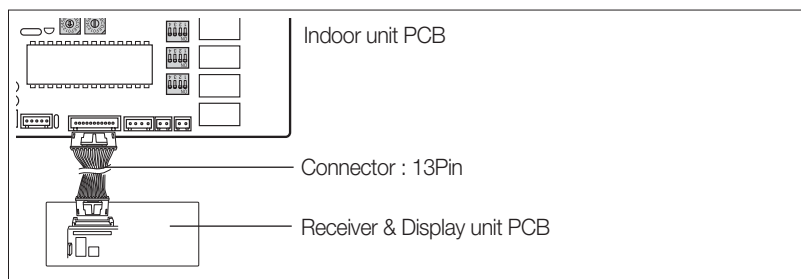 Indoor unit PCB
Connector : 13Pin
Receiver & Display unit PCB